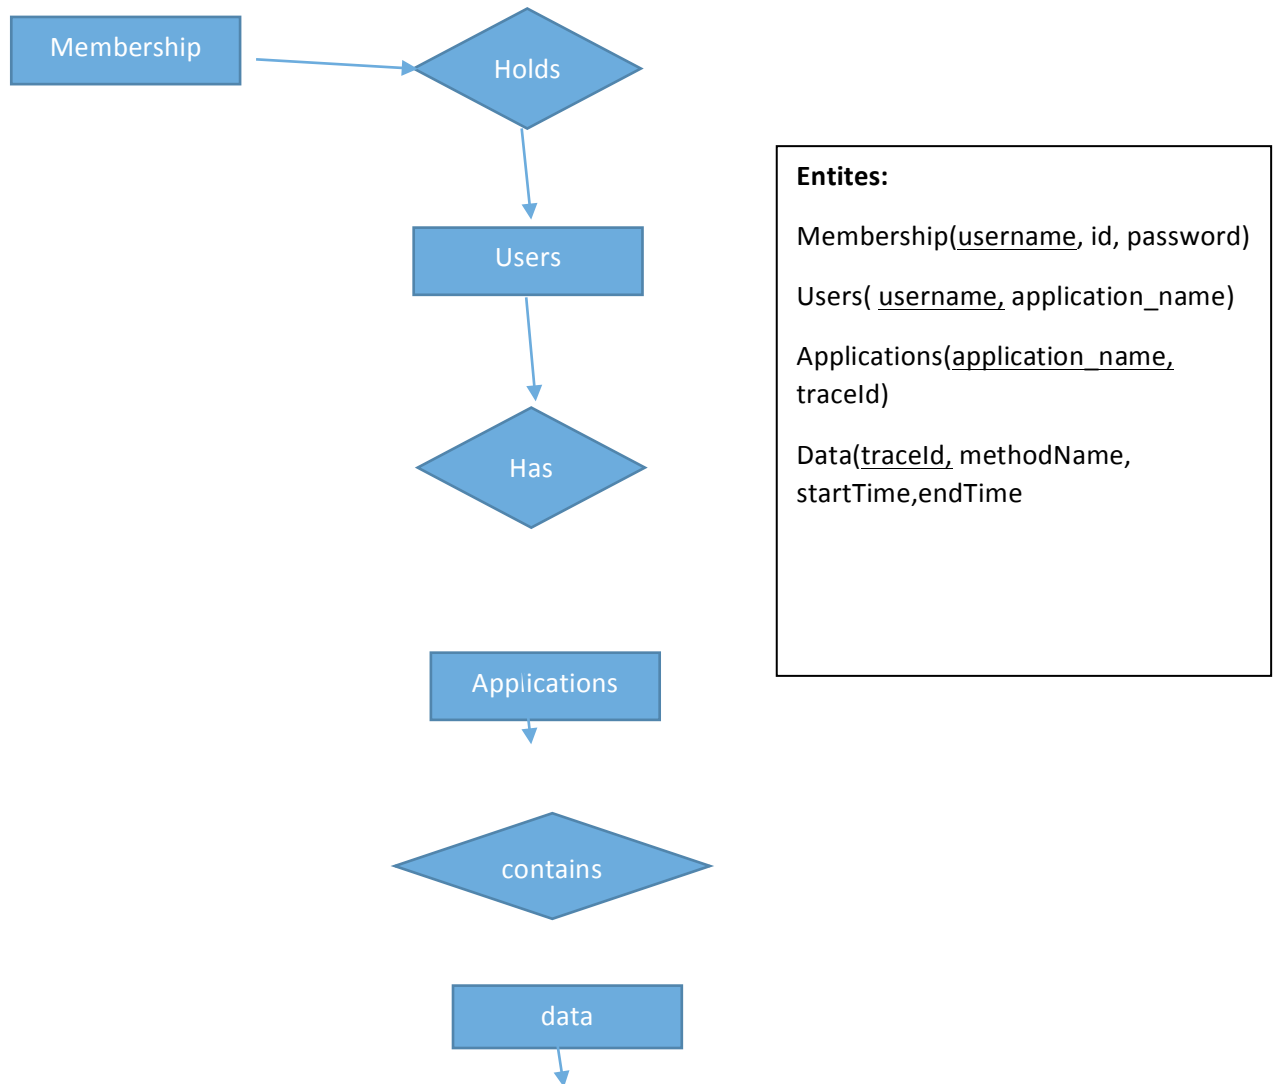 Membership
Holds
Users
Has
Applications
contains
data
Entites:
Membership(username, id, password)
Users( username, application_name)
Applications(application_name,
traceId)
Data(traceId, methodName,
startTime,endTime